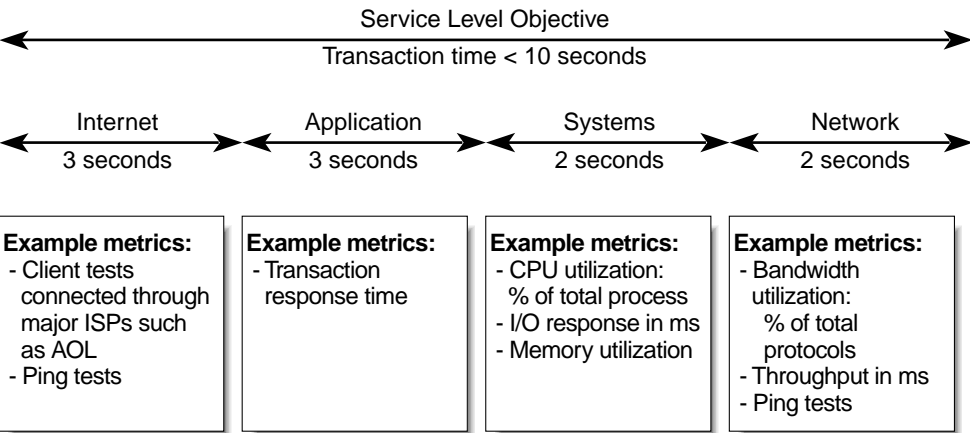 Service Level Objective
Transaction time < 10 seconds
Internet
3 seconds
Application
3 seconds
Systems
2 seconds
Network
2 seconds
Example metrics:
- Client tests
connected through
major ISPs such
as AOL
- Ping tests
Example metrics:
- Transaction
response time
Example metrics:
- CPU utilization:
% of total process
- I/O response in ms
- Memory utilization
Example metrics:
- Bandwidth
utilization:
% of total
protocols
- Throughput in ms
- Ping tests